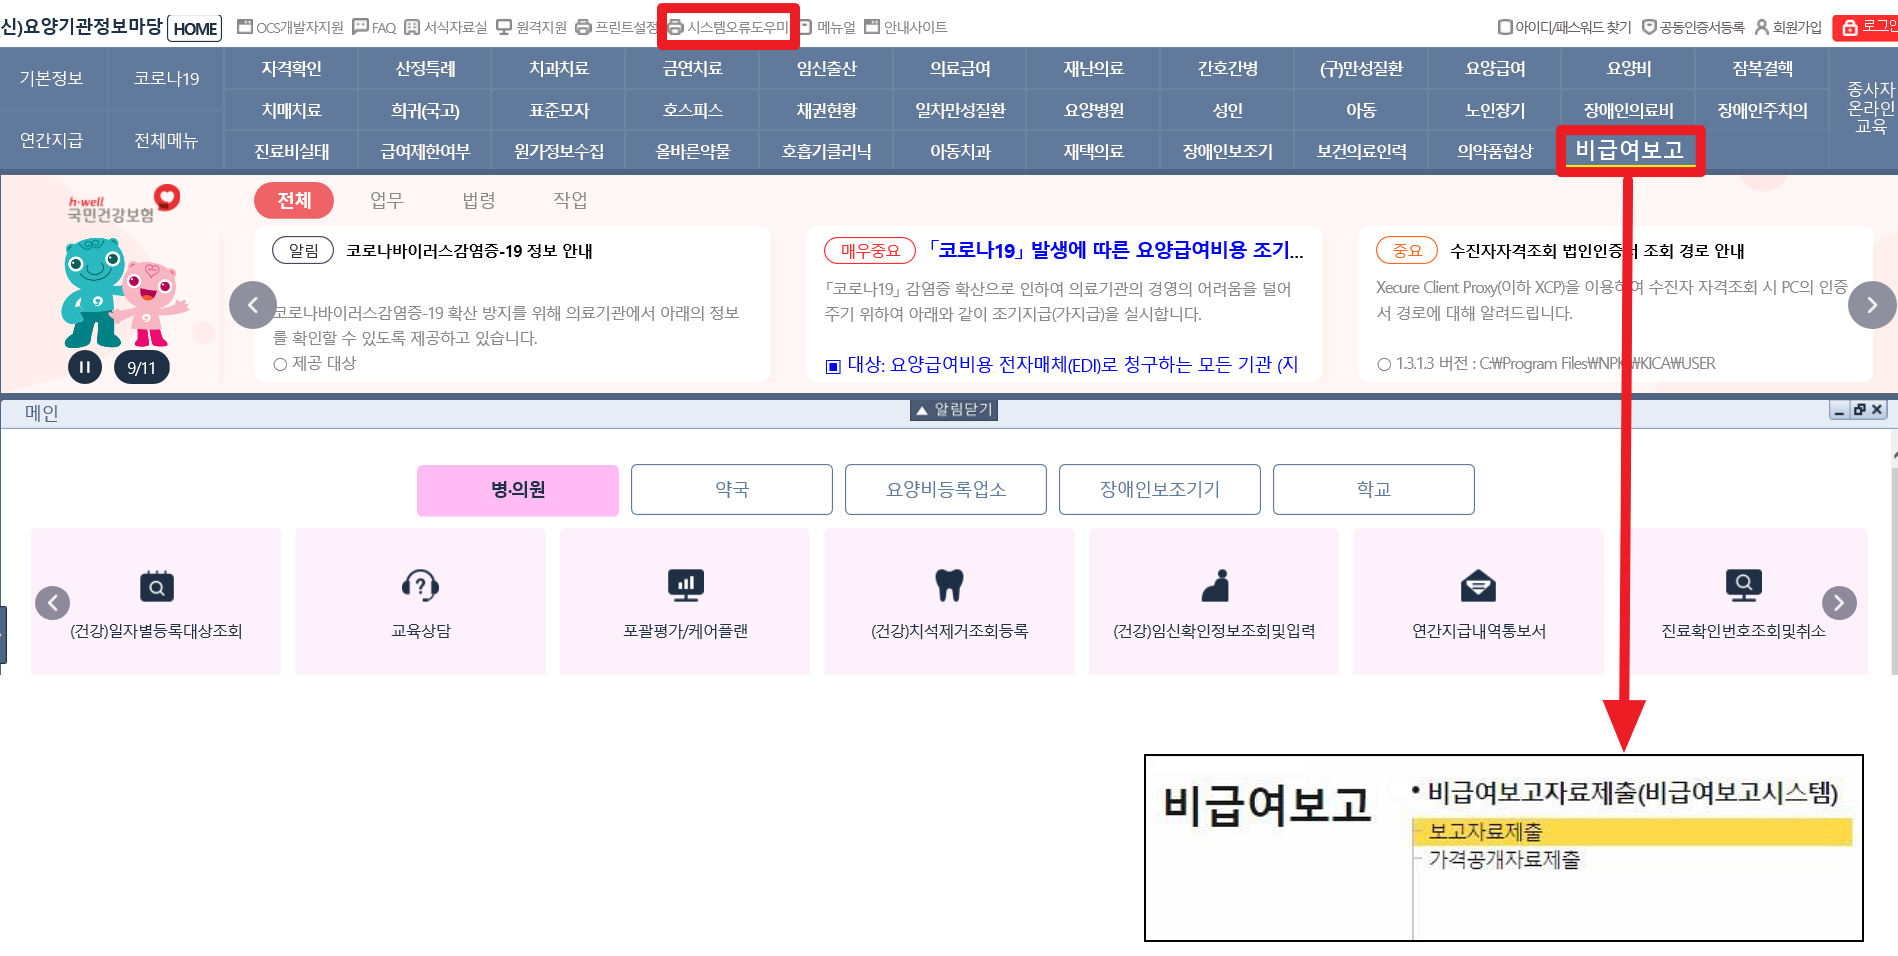 신)요양기관정보마당 HOME OCS개발자지원 FAQ 서식자료실 원격지원 프린트설정 시스템오류도우미 메뉴얼 안내사이트 아이디/패스워드 찾기 공동인증서등록 회원가입 로그인
기본정보 코로나19 자격확인 산정특례 치과치료 금연치료 임신출산 의료급여 재난의료 간호간병 (구)만성질환 요양급여 요양비 잠복결핵
치매치료 희귀(국고) 표준모자 호스피스 채권현황 일차만성질환 요양병원 성인 아동 노인장기 장애인의료비 장애인주치의
종사자
온라인
교육
연간지급 전체메뉴 진료비실태 급여제한여부 원가정보수집 올바른약물 호흡기클리닉 아동치과 재택의료 장애인보조기 보건의료인력 의약품협상 비급여보고
h·well
국민건강보험
전체 업무 법령 작업
알림 코로나바이러스감염증-19 정보 안내
코로나바이러스감염증-19 확산 방지를 위해 의료기관에서 아래의 정보
를 확인할 수 있도록 제공하고 있습니다.
○ 제공 대상
매우중요 「코로나19」 발생에 따른 요양급여비용 조기...
「코로나19」 감염증 확산으로 인하여 의료기관의 경영의 어려움을 덜어
주기 위하여 아래와 같이 조기지급(가지급)을 실시합니다.
▣ 대상: 요양급여비용 전자매체(EDI)로 청구하는 모든 기관 (지
중요 수진자자격조회 법인인증서 조회 경로 안내
Xecure Client Proxy(이하 XCP)을 이용하여 수진자 자격조회 시 PC의 인증
서 경로에 대해 알려드립니다.
○ 1.3.1.3 버전 : C:₩Program Files₩NPKI₩KICA₩USER
9/11
메인 ▲ 알림닫기
병·의원 약국 요양비등록업소 장애인보조기기 학교
(건강)일자별등록대상조회 교육상담 포괄평가/케어플랜 (건강)치석제거조회등록 (건강)임신확인정보조회및입력 연간지급내역통보서 진료확인번호조회및취소
비급여보고
• 비급여보고자료제출(비급여보고시스템)
보고자료제출
가격공개자료제출